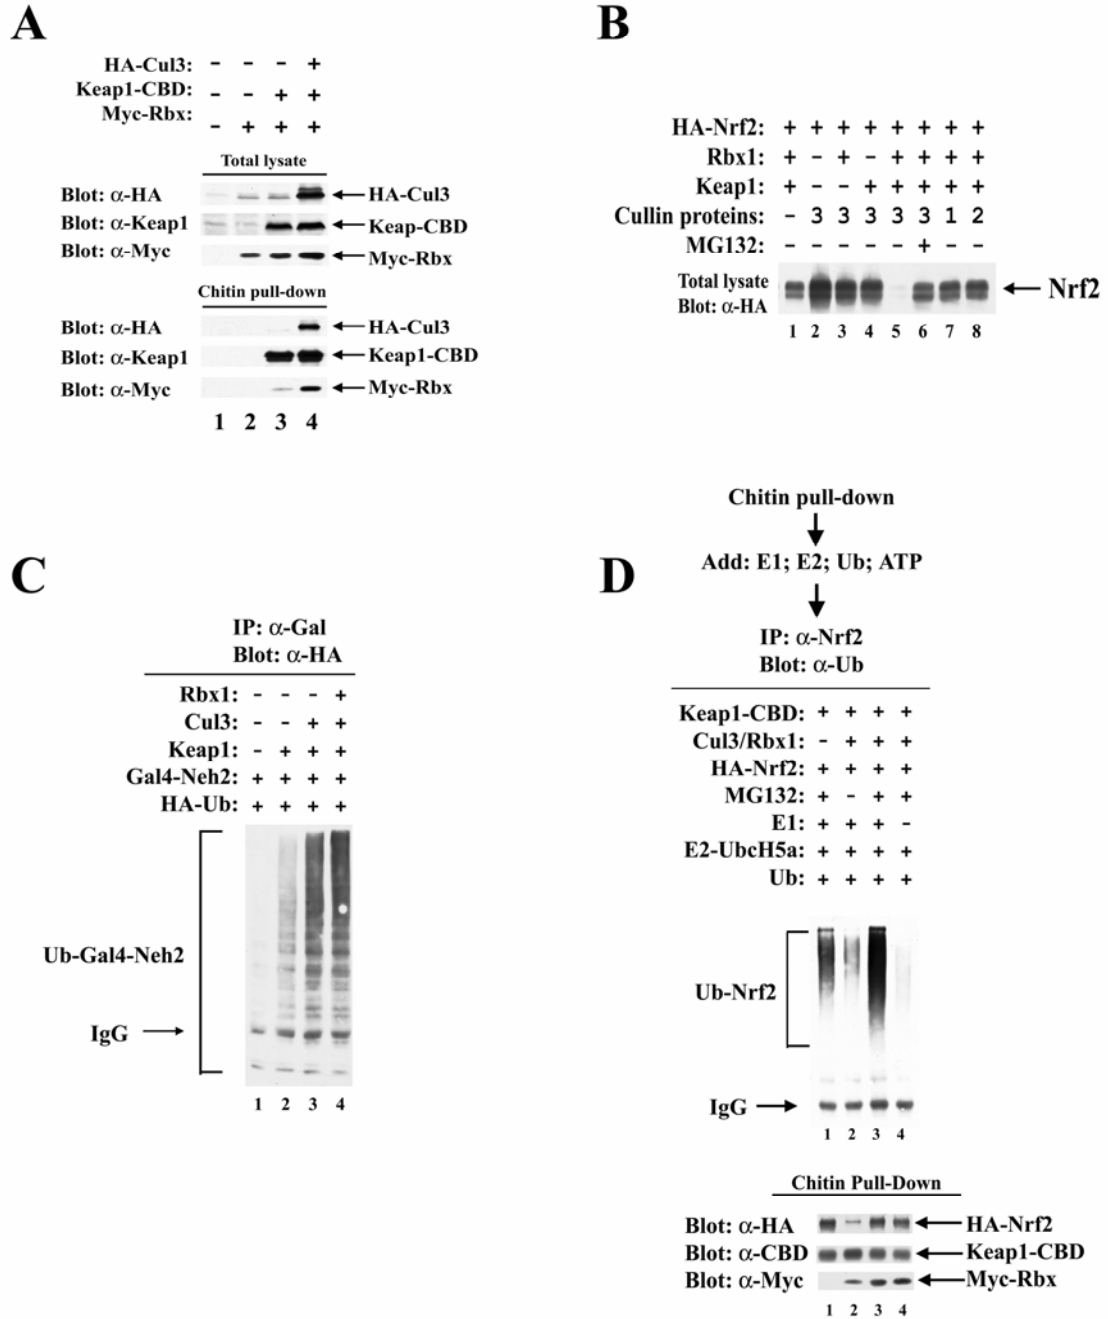 A
HA-Cul3: - - - +
Keap1-CBD: - - + +
Myc-Rbx: - + + +
Total lysate
Blot: α-HA HA-Cul3
Blot: α-Keap1 Keap-CBD
Blot: α-Myc Myc-Rbx
Chitin pull-down
Blot: α-HA HA-Cul3
Blot: α-Keap1 Keap1-CBD
Blot: α-Myc Myc-Rbx
1 2 3 4
B
HA-Nrf2: + + + + + + + +
Rbx1: + - + - + + + +
Keap1: + - - + + + + +
Cullin proteins: - 3 3 3 3 3 1 2
MG132: - - - - - + - -
Total lysate
Blot: α-HA
Nrf2
1 2 3 4 5 6 7 8
C
IP: α-Gal
Blot: α-HA
Rbx1: - - - +
Cul3: - - + +
Keap1: - + + +
Gal4-Neh2: + + + +
HA-Ub: + + + +
Ub-Gal4-Neh2
IgG
1 2 3 4
D
Chitin pull-down
Add: E1; E2; Ub; ATP
IP: α-Nrf2
Blot: α-Ub
Keap1-CBD: + + + +
Cul3/Rbx1: - + + +
HA-Nrf2: + + + +
MG132: + - + +
E1: + + + -
E2-UbcH5a: + + + +
Ub: + + + +
Ub-Nrf2
IgG
1 2 3 4
Chitin Pull-Down
Blot: α-HA HA-Nrf2
Blot: α-CBD Keap1-CBD
Blot: α-Myc Myc-Rbx
1 2 3 4